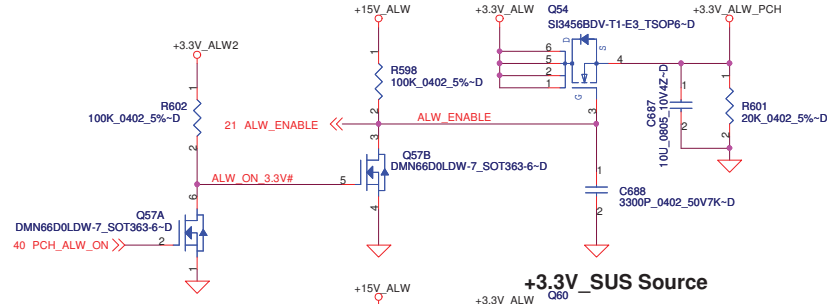 +15V_ALW
+3.3V_ALW
Q54
SI3456BDV-T1-E3_TSOP6~D
+3.3V_ALW_PCH
+3.3V_ALW2
D
S
G
6
5
2
1
4
3
1
R598
100K_0402_5%~D
2
1
R602
100K_0402_5%~D
2
21 ALW_ENABLE
ALW_ENABLE
1
C687
10U_0805_10V4Z~D
2
1
R601
20K_0402_5%~D
2
3
Q57B
DMN66D0LDW-7_SOT363-6~D
ALW_ON_3.3V#
5
4
1
C688
3300P_0402_50V7K~D
2
6
Q57A
DMN66D0LDW-7_SOT363-6~D
40 PCH_ALW_ON
2
1
+3.3V_SUS Source
+15V_ALW
+3.3V_ALW
Q60